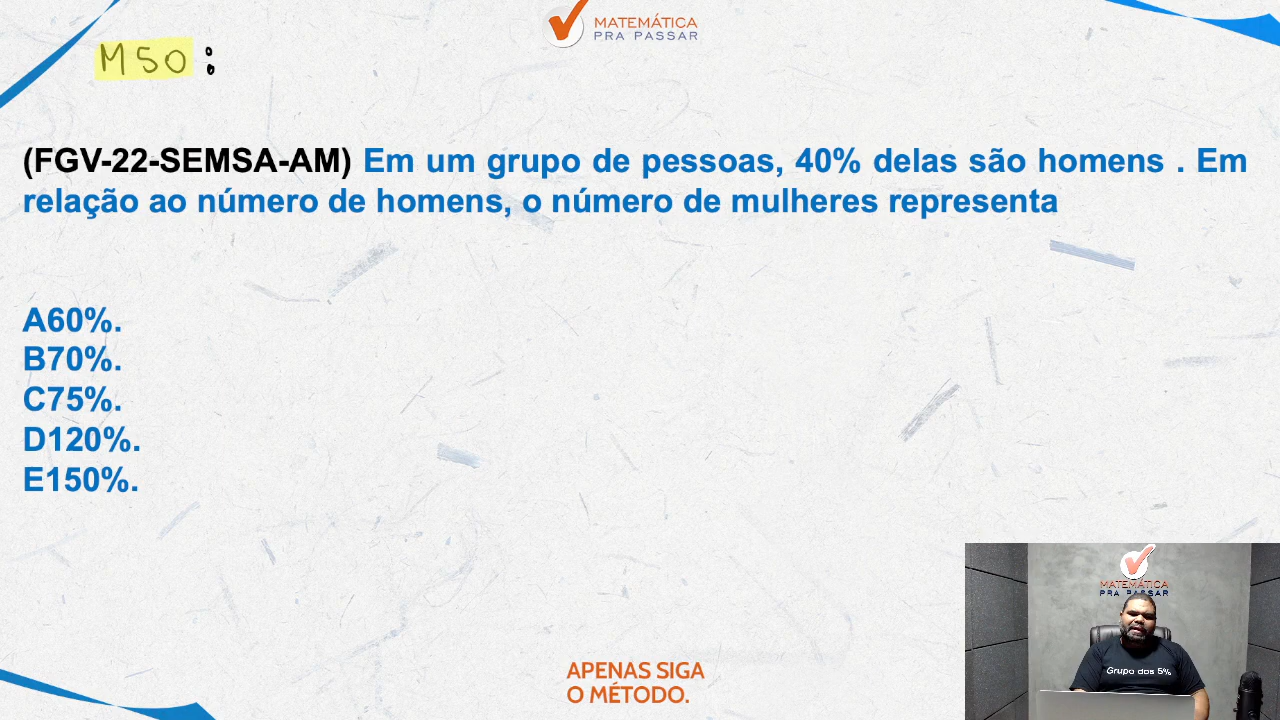 MATEMÁTICA
PRA PASSAR
M50:
(FGV-22-SEMSA-AM) Em um grupo de pessoas, 40% delas são homens . Em
relação ao número de homens, o número de mulheres representa
A60%.
B70%.
C75%.
D120%.
E150%.
MATEMÁTICA
PRA PASSAR
Grupo dos 5%
APENAS SIGA
O MÉTODO.